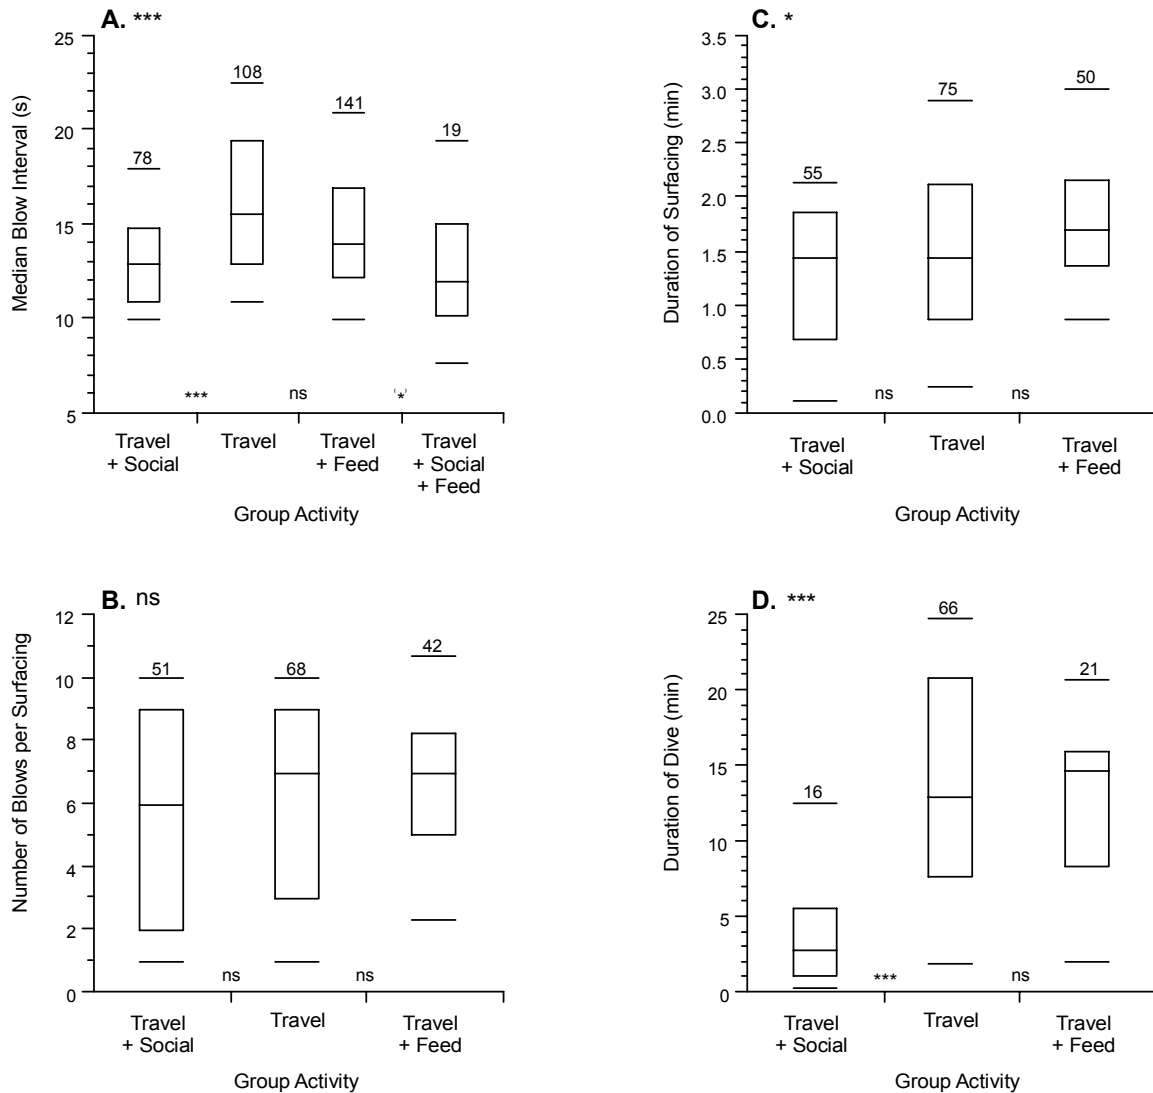 A. ***
Median Blow Interval (s)
25
20
15
10
5
78
108
141
19
***
ns
(*)
Travel
+ Social
Travel
Travel
+ Feed
Travel
+ Social
+ Feed
Group Activity
C. *
Duration of Surfacing (min)
3.5
3.0
2.5
2.0
1.5
1.0
0.5
0.0
55
75
50
ns
ns
Travel
+ Social
Travel
Travel
+ Feed
Group Activity
B. ns
Number of Blows per Surfacing
12
10
8
6
4
2
0
51
68
42
ns
ns
Travel
+ Social
Travel
Travel
+ Feed
Group Activity
D. ***
Duration of Dive (min)
25
20
15
10
5
0
16
66
21
***
ns
Travel
+ Social
Travel
Travel
+ Feed
Group Activity